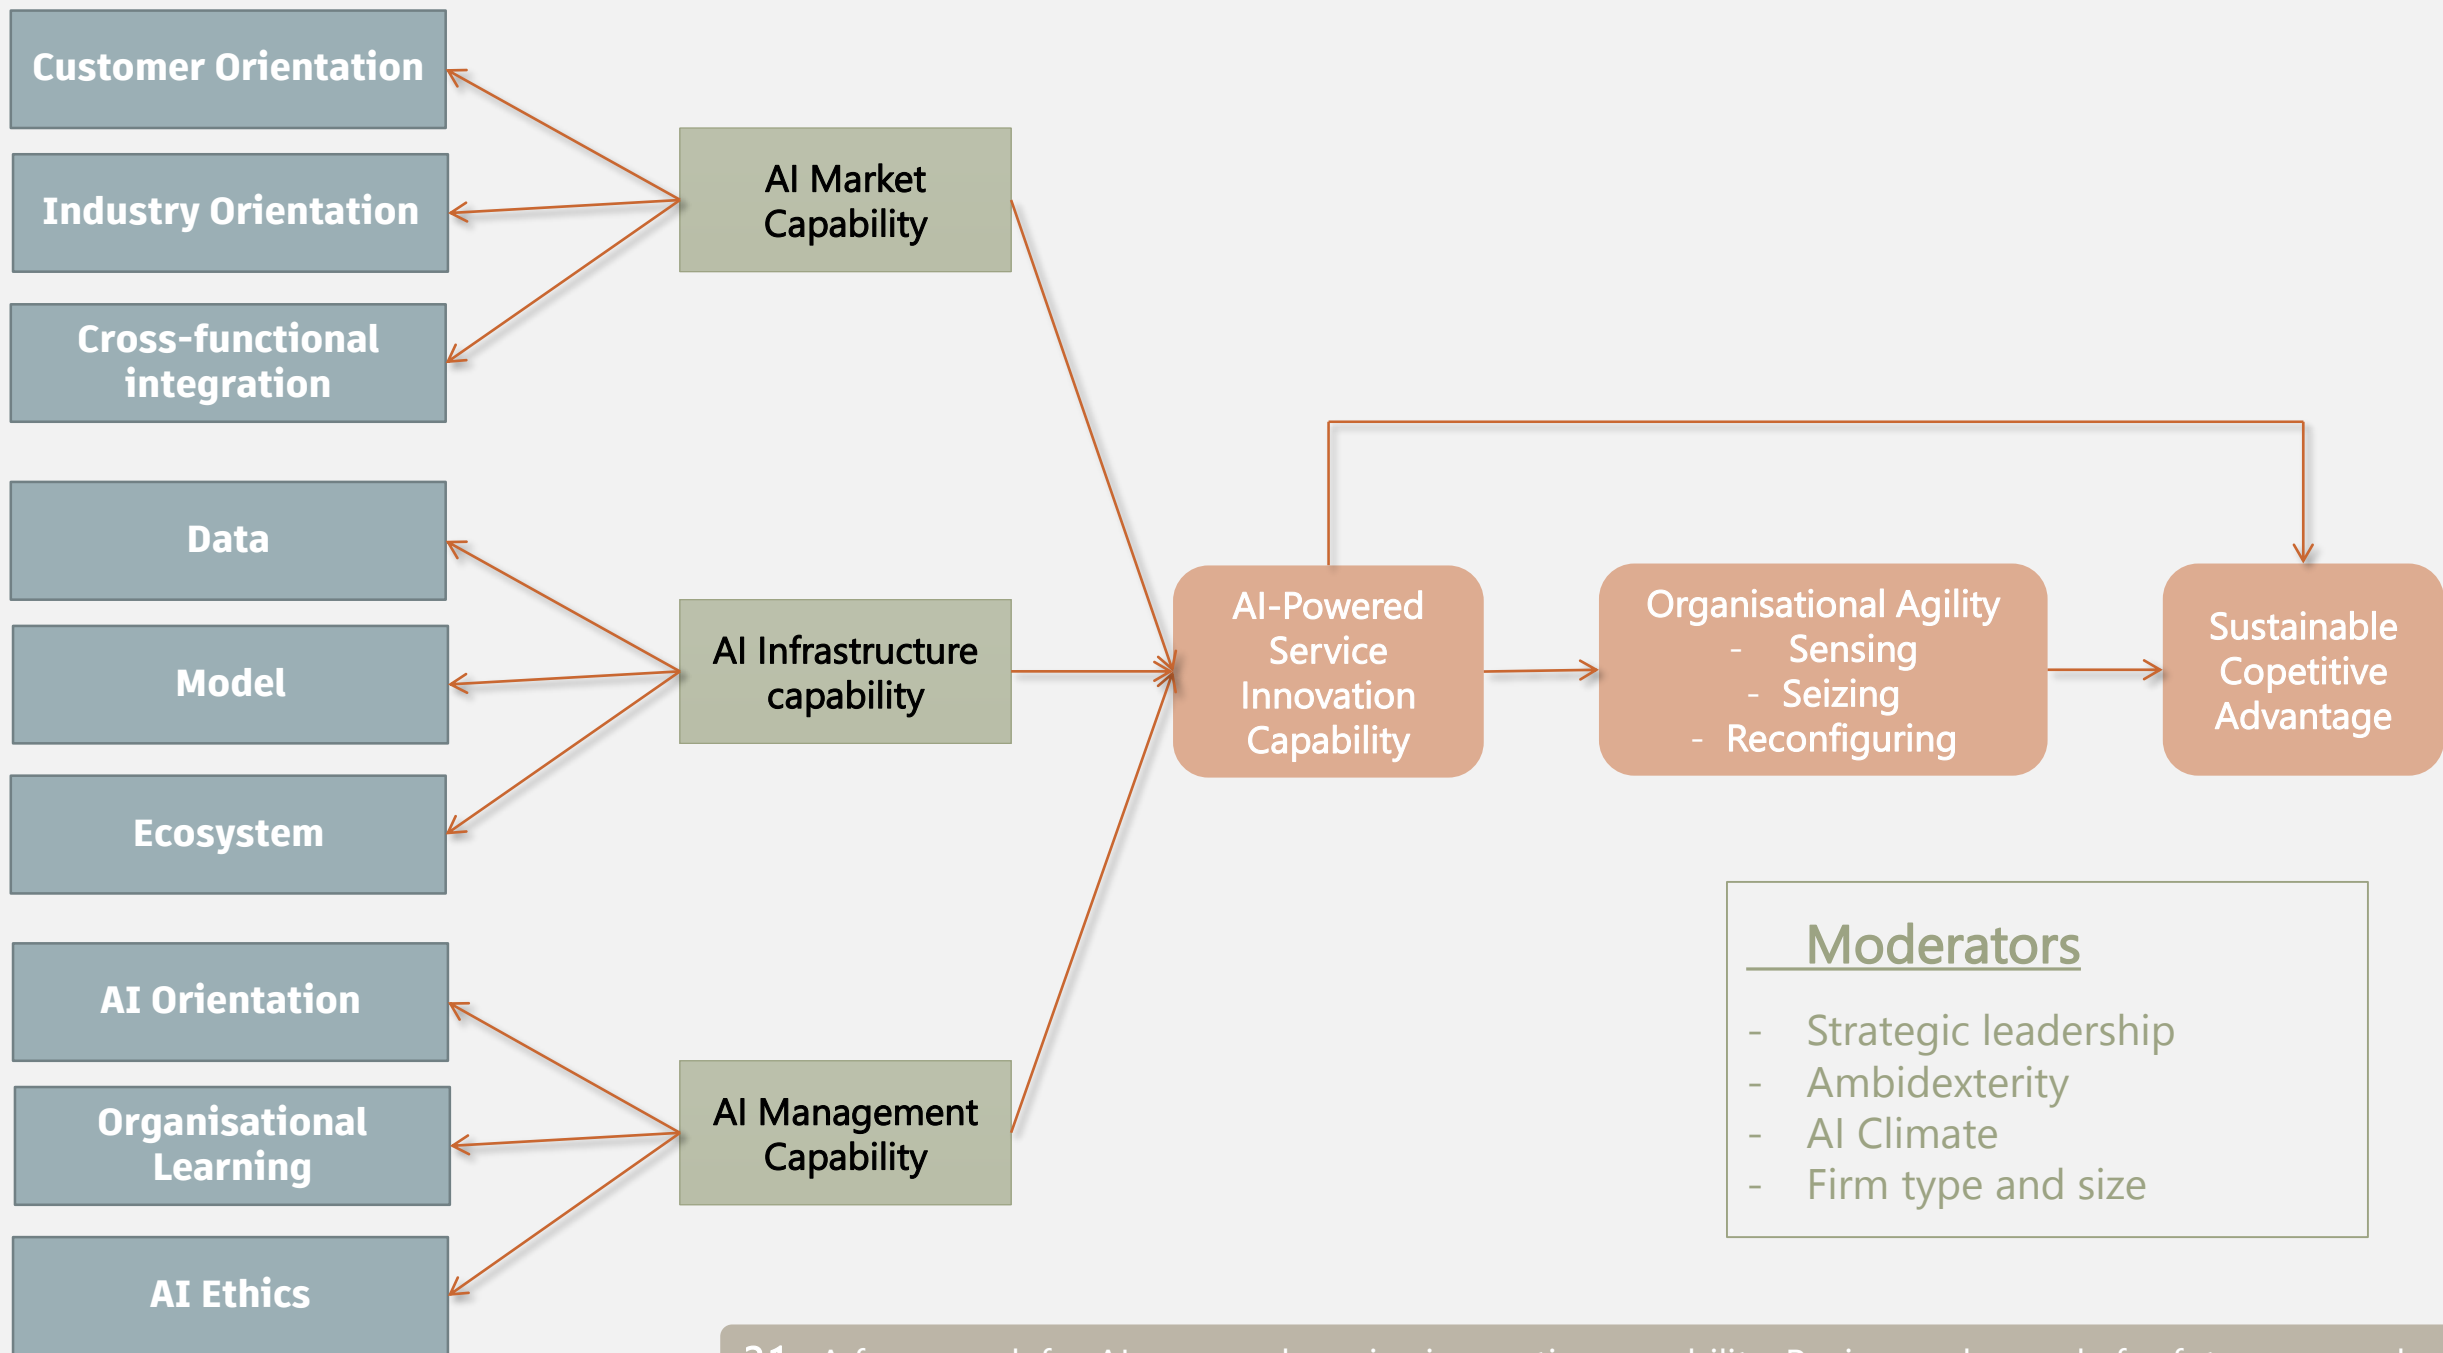 Customer Orientation
Industry Orientation
Cross-functional
integration
Data
Model
Ecosystem
AI Orientation
Organisational
Learning
AI Ethics
AI Market
Capability
AI Infrastructure
capability
AI Management
Capability
AI-Powered
Service
Innovation
Capability
Organisational Agility
- Sensing
- Seizing
- Reconfiguring
Sustainable
Copetitive
Advantage
Moderators
- Strategic leadership
- Ambidexterity
- AI Climate
- Firm type and size